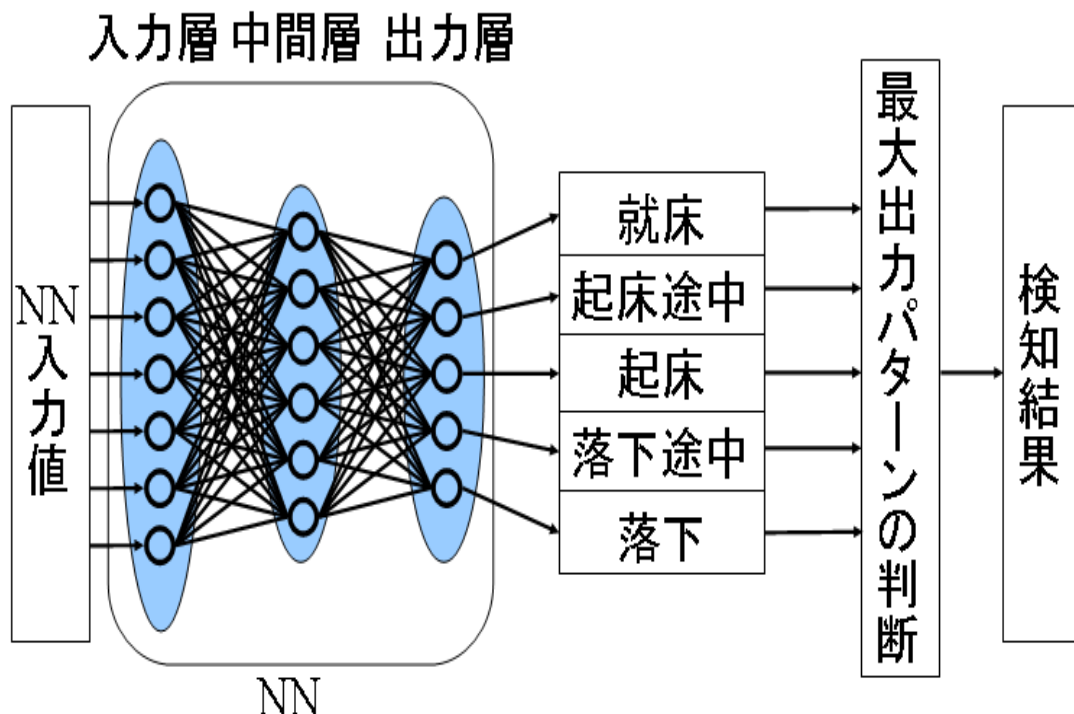 入力層 中間層 出力層
NN入力値
就床
起床途中
起床
落下途中
落下
最大出力パターンの判断
検知結果
NN